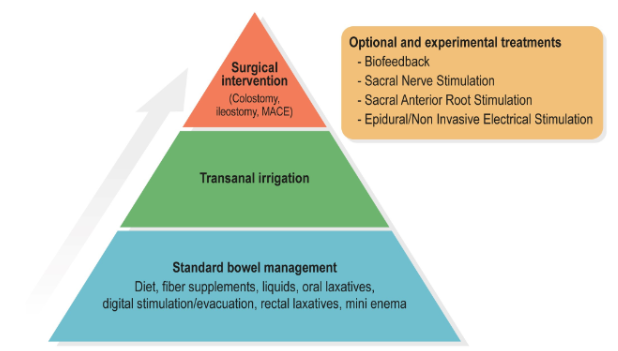 Surgical
intervention
(Colostomy,
ileostomy, MACE)
Transanal irrigation
Standard bowel management
Diet, fiber supplements, liquids, oral laxatives,
digital stimulation/evacuation, rectal laxatives, mini enema
Optional and experimental treatments
- Biofeedback
- Sacral Nerve Stimulation
- Sacral Anterior Root Stimulation
- Epidural/Non Invasive Electrical Stimulation